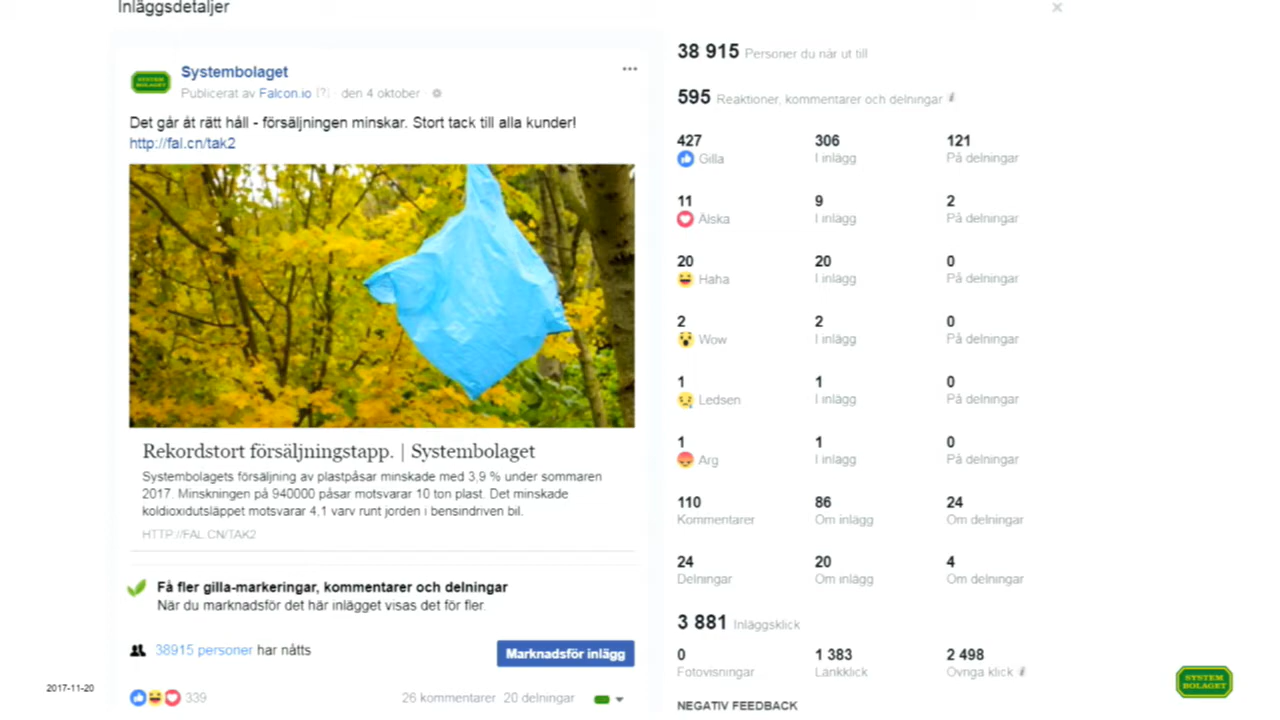 Inläggsdetaljer
×
SYSTEM
BOLAGET
Systembolaget
Publicerat av Falcon.io [?] · den 4 oktober ·
Det går åt rätt håll - försäljningen minskar. Stort tack till alla kunder!
http://fal.cn/tak2
Rekordstort försäljningstapp. | Systembolaget
Systembolagets försäljning av plastpåsar minskade med 3,9 % under sommaren
2017. Minskningen på 940000 påsar motsvarar 10 ton plast. Det minskade
koldioxidutsläppet motsvarar 4,1 varv runt jorden i bensindriven bil.
HTTP://FAL.CN/TAK2
Få fler gilla-markeringar, kommentarer och delningar
När du marknadsför det här inlägget visas det för fler.
38915 personer har nåtts
Marknadsför inlägg
339
26 kommentarer 20 delningar
38 915 Personer du når ut till
595 Reaktioner, kommentarer och delningar
427 306 121
Gilla I inlägg På delningar
11 9 2
Älska I inlägg På delningar
20 20 0
Haha I inlägg På delningar
2 2 0
Wow I inlägg På delningar
1 1 0
Ledsen I inlägg På delningar
1 1 0
Arg I inlägg På delningar
110 86 24
Kommentarer Om inlägg Om delningar
24 20 4
Delningar Om inlägg Om delningar
3 881 Inläggsklick
0 1 383 2 498
Fotovisningar Länkklick Övriga klick
NEGATIV FEEDBACK
2017-11-20
SYSTEM
BOLAGET